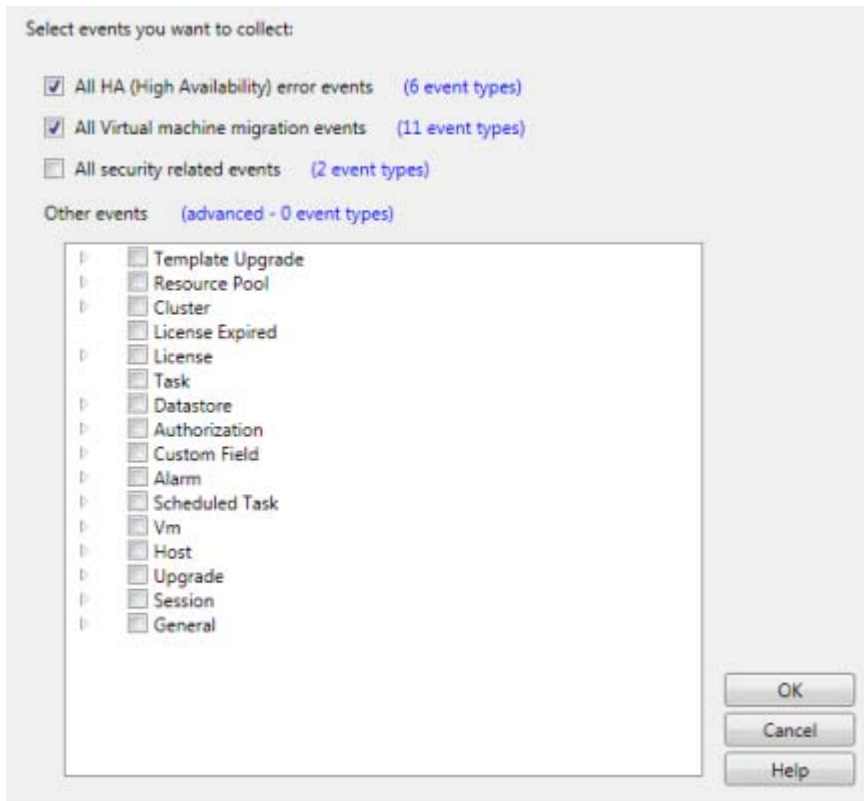 Select events you want to collect:
All HA (High Availability) error events (6 event types)
All Virtual machine migration events (11 event types)
All security related events (2 event types)
Other events (advanced - 0 event types)
Template Upgrade
Resource Pool
Cluster
License Expired
License
Task
Datastore
Authorization
Custom Field
Alarm
Scheduled Task
Vm
Host
Upgrade
Session
General
OK
Cancel
Help